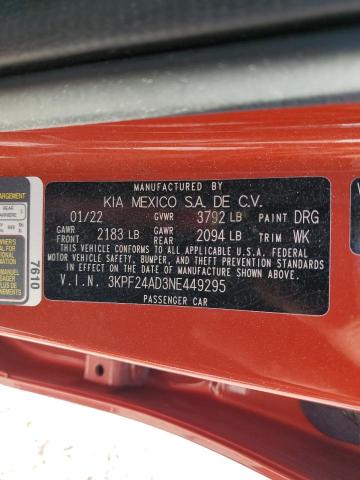 MANUFACTURED BY
KIA MEXICO S.A. DE C.V.
01/22 GVWR 3792 LB PAINT DRG
GAWR FRONT 2183 LB GAWR REAR 2094 LB TRIM WK
THIS VEHICLE CONFORMS TO ALL APPLICABLE U.S.A. FEDERAL
MOTOR VEHICLE SAFETY, BUMPER, AND THEFT PREVENTION
STANDARDS IN EFFECT ON THE DATE OF MANUFACTURE SHOWN ABOVE.
V.I.N. 3KPF24AD3NE449295
PASSENGER CAR
7610
REAR